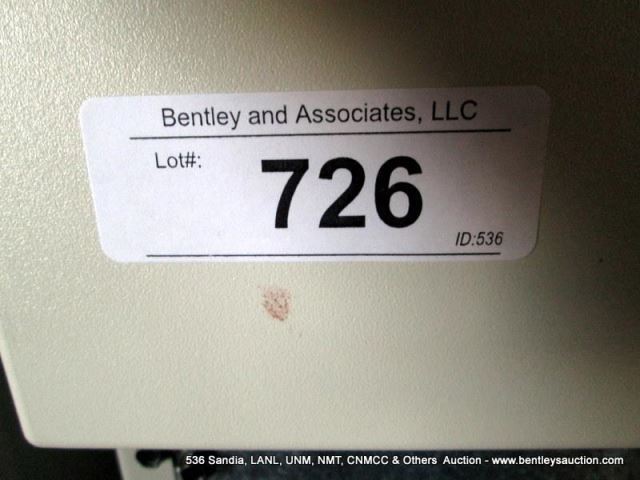 Bentley and Associates, LLC
Lot#:
726
ID:536
536 Sandia, LANL, UNM, NMT, CNMCC & Others  Auction - www.bentleysauction.com